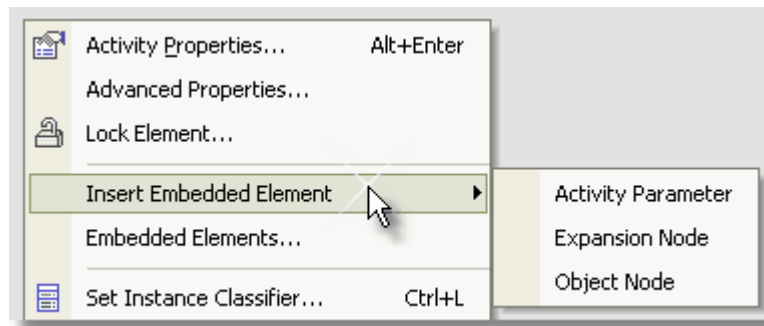 Activity Properties... Alt+Enter
Advanced Properties...
Lock Element...
Insert Embedded Element
Activity Parameter
Embedded Elements...
Expansion Node
Object Node
Set Instance Classifier... Ctrl+L